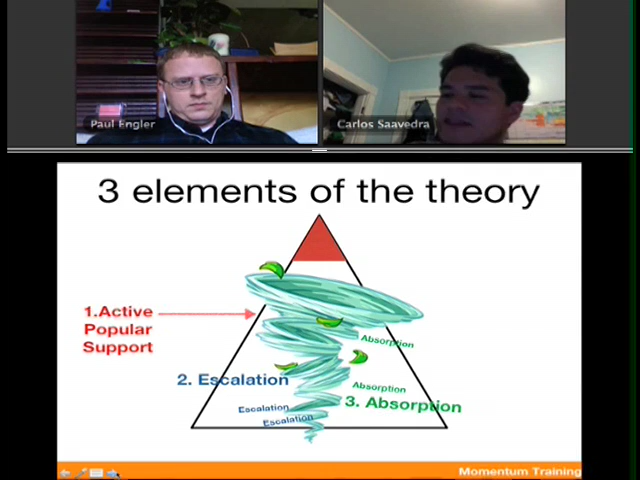 Paul Engler
Carlos Saavedra
3 elements of the theory
1.Active
Popular
Support
Absorption
2. Escalation
Absorption
3. Absorption
Escalation
Escalation
Momentum Training